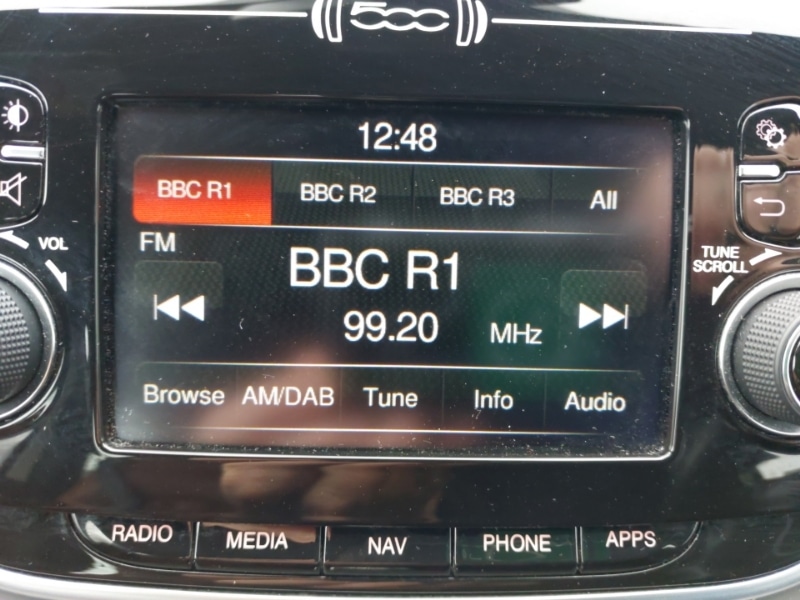 500
12:48
BBC R1 BBC R2 BBC R3 All
FM
BBC R1
99.20 MHz
Browse AM/DAB Tune Info Audio
VOL
TUNE
SCROLL
RADIO MEDIA NAV PHONE APPS